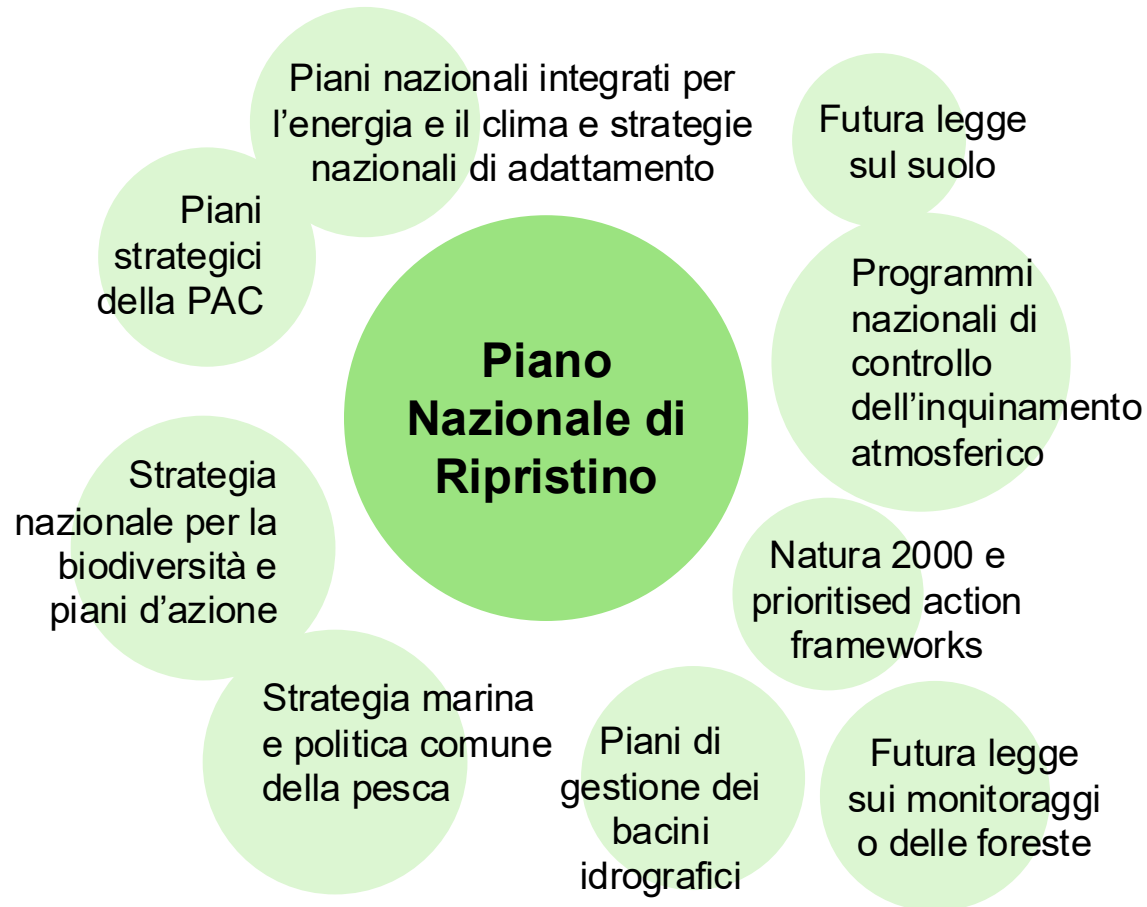 Piani nazionali integrati per
l’energia e il clima e strategie
nazionali di adattamento
Futura legge
sul suolo
Piani
strategici
della PAC
Programmi
nazionali di
controllo
dell’inquinamento
atmosferico
Piano
Nazionale di
Ripristino
Strategia
nazionale per la
biodiversità e
piani d’azione
Natura 2000 e
prioritised action
frameworks
Strategia marina
e politica comune
della pesca
Piani di
gestione dei
bacini
idrografici
Futura legge
sui monitoraggi
o delle foreste